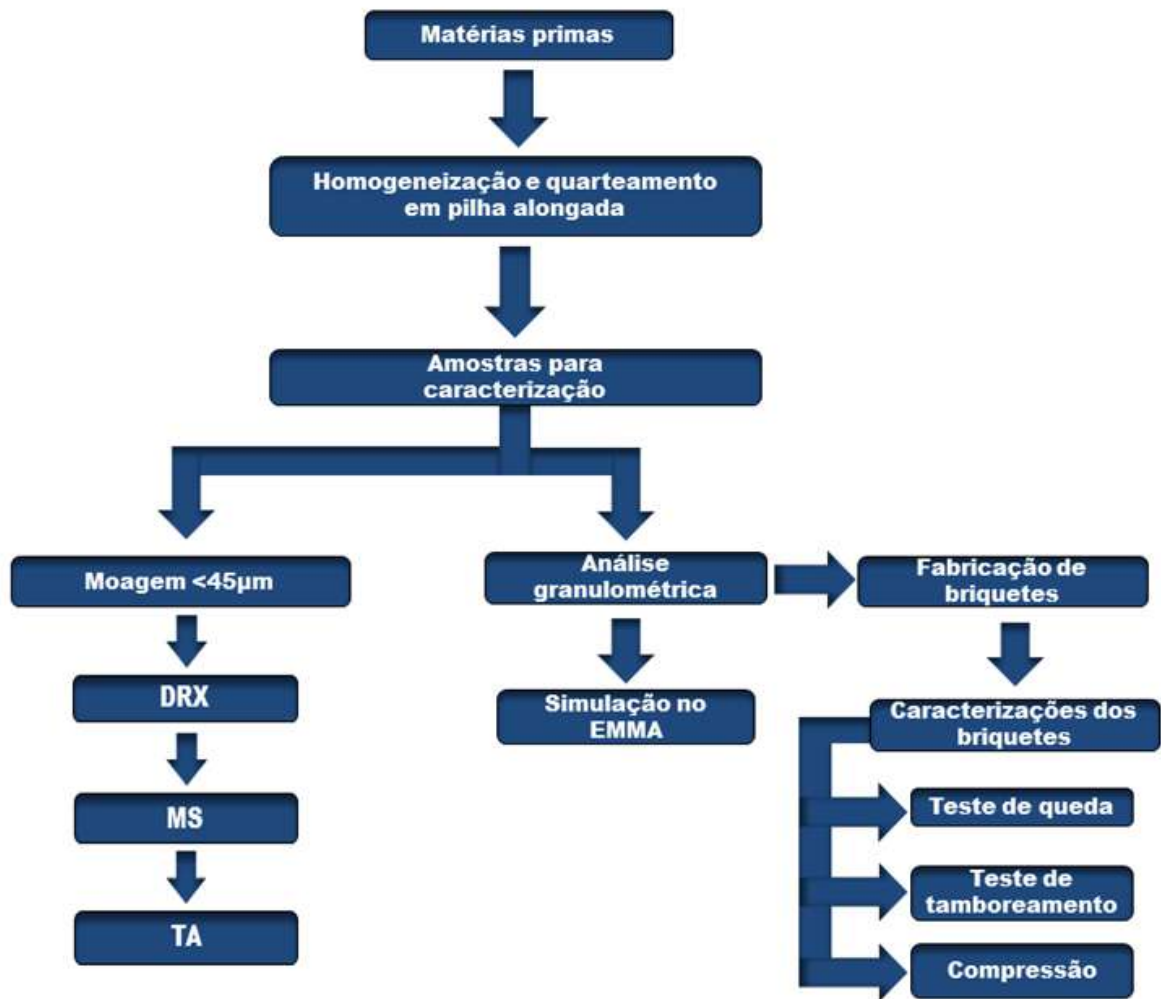 Matérias primas
Homogeneização e quarteamento
em pilha alongada
Amostras para
caracterização
Moagem <45µm
DRX
MS
TA
Análise
granulométrica
Simulação no
EMMA
Fabricação de
briquetes
Caracterizações dos
briquetes
Teste de queda
Teste de
tamboreamento
Compressão